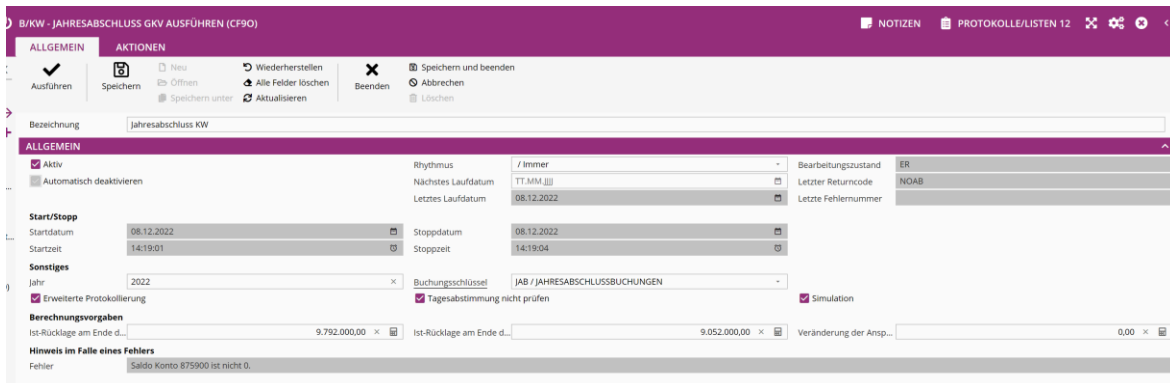 B/KW - JAHRESABSCHLUSS GKV AUSFÜHREN (CF9O) NOTIZEN PROTOKOLLE/LISTEN 12
ALLGEMEIN AKTIONEN
Neu Wiederherstellen Speichern und beenden
Ausführen Speichern Öffnen Alle Felder löschen Beenden Abbrechen
Speichern unter Aktualisieren Löschen
Bezeichnung Jahresabschluss KW
ALLGEMEIN
Aktiv Rhythmus / Immer Bearbeitungszustand ER
Automatisch deaktivieren Nächstes Laufdatum TT.MM.JJJJ Letzter Returncode NOAB
Letztes Laufdatum 08.12.2022 Letzte Fehlernummer
Start/Stopp
Startdatum 08.12.2022 Stoppdatum 08.12.2022
Startzeit 14:19:01 Stoppzeit 14:19:04
Sonstiges
Jahr 2022 Buchungsschlüssel JAB / JAHRESABSCHLUSSBUCHUNGEN
Erweiterte Protokollierung Tagesabstimmung nicht prüfen Simulation
Berechnungsvorgaben
Ist-Rücklage am Ende d... 9.792.000,00 Ist-Rücklage am Ende d... 9.052.000,00 Veränderung der Ansp... 0,00
Hinweis im Falle eines Fehlers
Fehler Saldo Konto 875900 ist nicht 0.